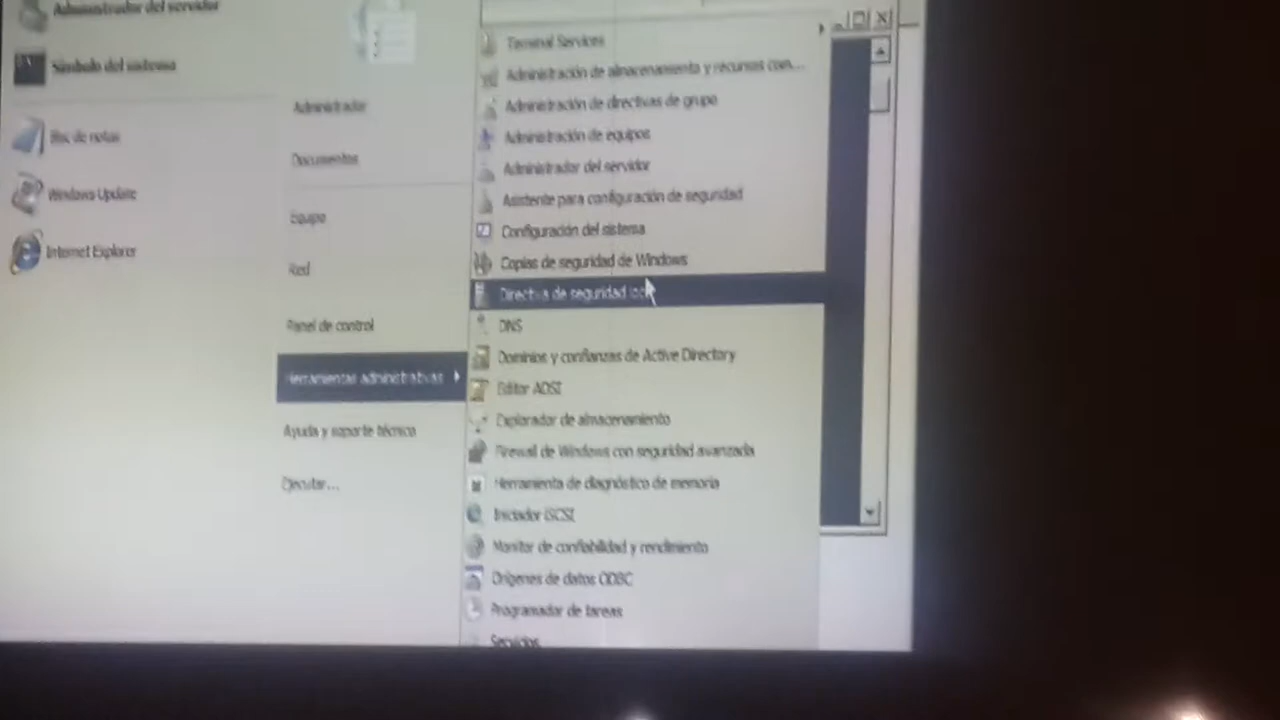 Administrador del servidor
Símbolo del sistema
Bloc de notas
Windows Update
Internet Explorer
Administrador
Documentos
Equipo
Red
Panel de control
Herramientas administrativas
Ayuda y soporte técnico
Ejecutar...
Terminal Services
Administración de almacenamiento y recursos com...
Administración de directivas de grupo
Administración de equipos
Administrador del servidor
Asistente para configuración de seguridad
Configuración del sistema
Copias de seguridad de Windows
Directiva de seguridad loc
DNS
Dominios y confianzas de Active Directory
Editor ADSI
Explorador de almacenamiento
Firewall de Windows con seguridad avanzada
Herramienta de diagnóstico de memoria
Iniciador iSCSI
Monitor de confiabilidad y rendimiento
Orígenes de datos ODBC
Programador de tareas
Servicios